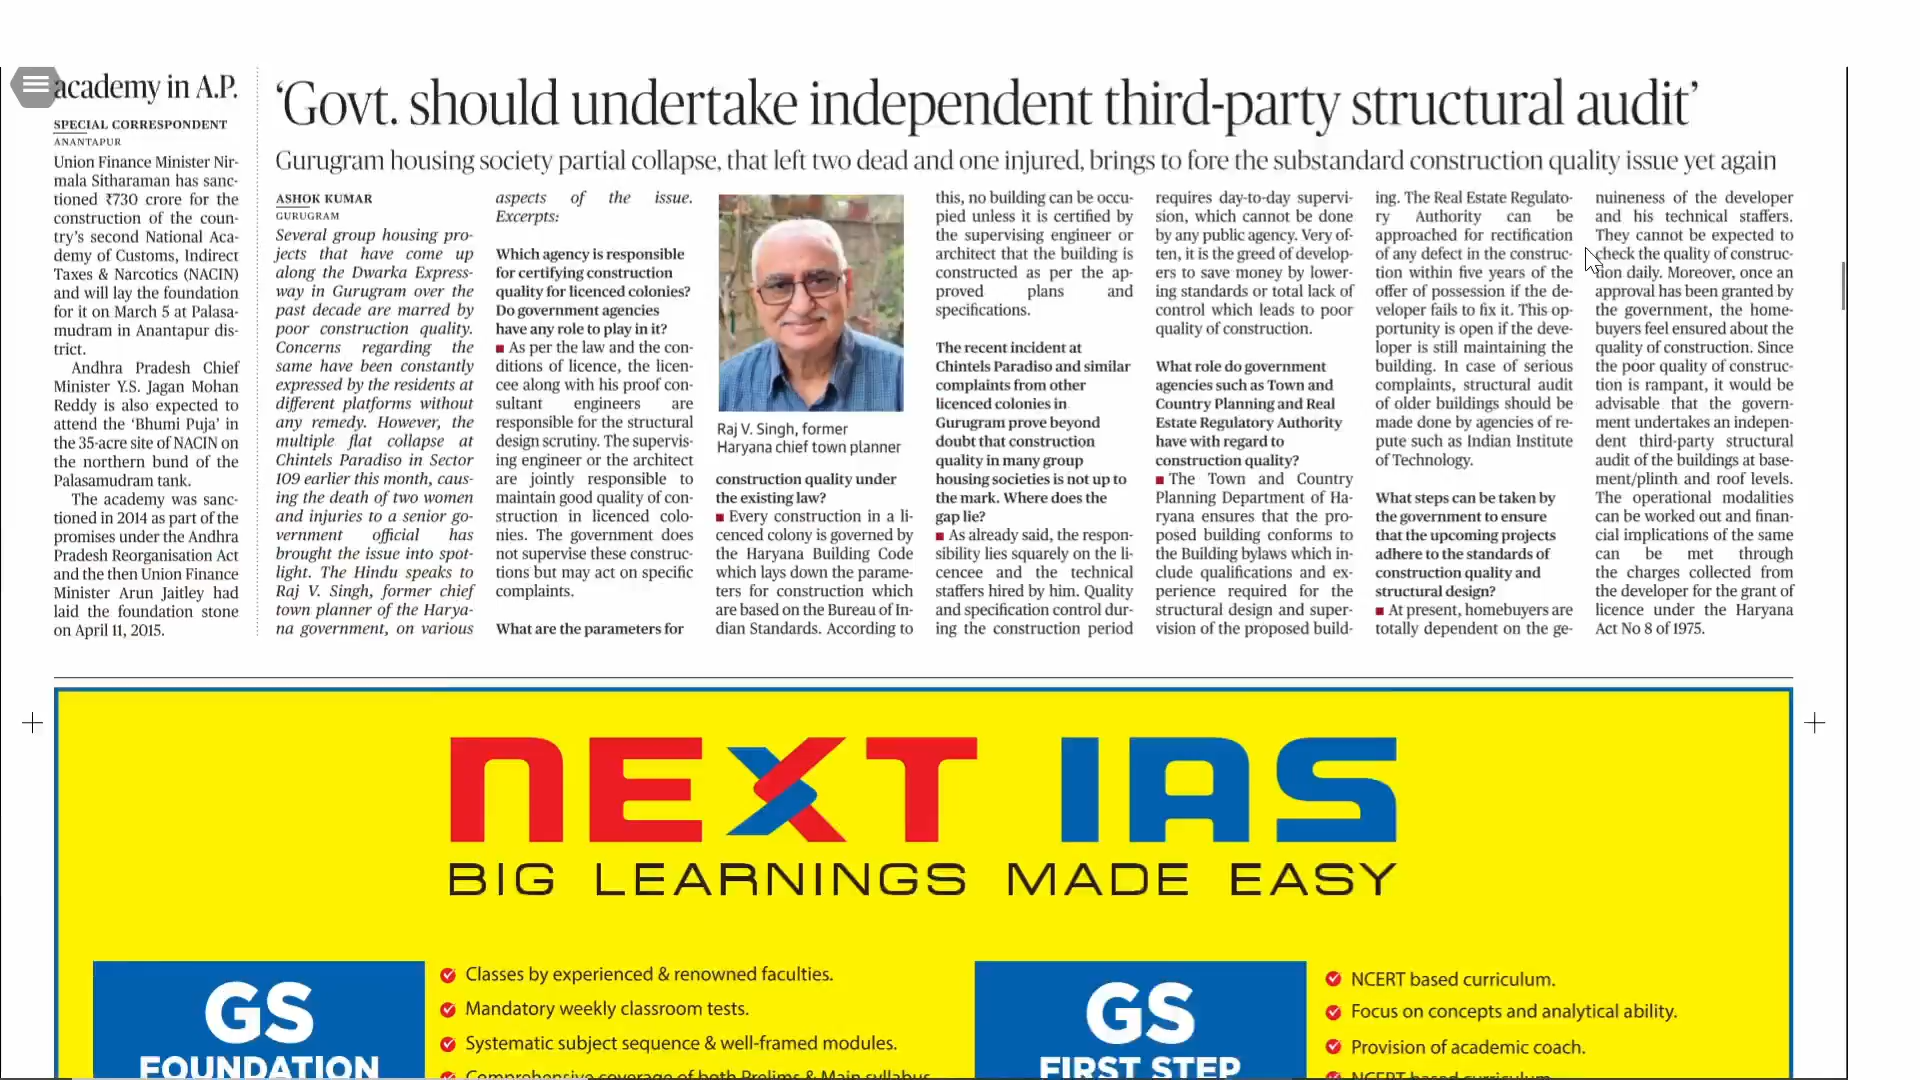 academy in A.P.
SPECIAL CORRESPONDENT
ANANTAPUR
Union Finance Minister Nir-
mala Sitharaman has sanc-
tioned ₹730 crore for the
construction of the coun-
try's second National Aca-
demy of Customs, Indirect
Taxes & Narcotics (NACIN)
and will lay the foundation
for it on March 5 at Palasa-
mudram in Anantapur dis-
trict.
Andhra Pradesh Chief
Minister Y.S. Jagan Mohan
Reddy is also expected to
attend the 'Bhumi Puja' in
the 35-acre site of NACIN on
the northern bund of the
Palasamudram tank.
The academy was sanc-
tioned in 2014 as part of the
promises under the Andhra
Pradesh Reorganisation Act
and the then Union Finance
Minister Arun Jaitley had
laid the foundation stone
on April 11, 2015.
'Govt. should undertake independent third-party structural audit'
Gurugram housing society partial collapse, that left two dead and one injured, brings to fore the substandard construction quality issue yet again
ASHOK KUMAR
GURUGRAM
Several group housing pro-
jects that have come up
along the Dwarka Express-
way in Gurugram over the
past decade are marred by
poor construction quality.
Concerns regarding the
same have been constantly
expressed by the residents at
different platforms without
any remedy. However, the
multiple flat collapse at
Chintels Paradiso in Sector
109 earlier this month, caus-
ing the death of two women
and injuries to a senior go-
vernment official has
brought the issue into spot-
light. The Hindu speaks to
Raj V. Singh, former chief
town planner of the Harya-
na government, on various
aspects of the issue.
Excerpts:
Which agency is responsible
for certifying construction
quality for licenced colonies?
Do government agencies
have any role to play in it?
■ As per the law and the con-
ditions of licence, the licen-
cee along with his proof con-
sultant engineers are
responsible for the structural
design scrutiny. The supervis-
ing engineer or the architect
are jointly responsible to
maintain good quality of con-
struction in licenced colo-
nies. The government does
not supervise these construc-
tions but may act on specific
complaints.
What are the parameters for
Raj V. Singh, former
Haryana chief town planner
construction quality under
the existing law?
■ Every construction in a li-
cenced colony is governed by
the Haryana Building Code
which lays down the parame-
ters for construction which
are based on the Bureau of In-
dian Standards. According to
this, no building can be occu-
pied unless it is certified by
the supervising engineer or
architect that the building is
constructed as per the ap-
proved plans and
specifications.
The recent incident at
Chintels Paradiso and similar
complaints from other
licenced colonies in
Gurugram prove beyond
doubt that construction
quality in many group
housing societies is not up to
the mark. Where does the
gap lie?
■ As already said, the respon-
sibility lies squarely on the li-
cencee and the technical
staffers hired by him. Quality
and specification control dur-
ing the construction period
requires day-to-day supervi-
sion, which cannot be done
by any public agency. Very of-
ten, it is the greed of develop-
ers to save money by lower-
ing standards or total lack of
control which leads to poor
quality of construction.
What role do government
agencies such as Town and
Country Planning and Real
Estate Regulatory Authority
have with regard to
construction quality?
■ The Town and Country
Planning Department of Ha-
ryana ensures that the pro-
posed building conforms to
the Building bylaws which in-
clude qualifications and ex-
perience required for the
structural design and super-
vision of the proposed build-
ing. The Real Estate Regulato-
ry Authority can be
approached for rectification
of any defect in the construc-
tion within five years of the
offer of possession if the de-
veloper fails to fix it. This op-
portunity is open if the deve-
loper is still maintaining the
building. In case of serious
complaints, structural audit
of older buildings should be
made done by agencies of re-
pute such as Indian Institute
of Technology.
What steps can be taken by
the government to ensure
that the upcoming projects
adhere to the standards of
construction quality and
structural design?
■ At present, homebuyers are
totally dependent on the ge-
nuineness of the developer
and his technical staffers.
They cannot be expected to
check the quality of construc-
tion daily. Moreover, once an
approval has been granted by
the government, the home-
buyers feel ensured about the
quality of construction. Since
the poor quality of construc-
tion is rampant, it would be
advisable that the govern-
ment undertakes an indepen-
dent third-party structural
audit of the buildings at base-
ment/plinth and roof levels.
The operational modalities
can be worked out and finan-
cial implications of the same
can be met through
the charges collected from
the developer for the grant of
licence under the Haryana
Act No 8 of 1975.
NEXT IAS
BIG LEARNINGS MADE EASY
GS
FOUNDATION
Classes by experienced & renowned faculties.
Mandatory weekly classroom tests.
Systematic subject sequence & well-framed modules.
Comprehensive coverage of both Prelims & Main syllabus
GS
FIRST STEP
NCERT based curriculum.
Focus on concepts and analytical ability.
Provision of academic coach.
NCERT based curriculum